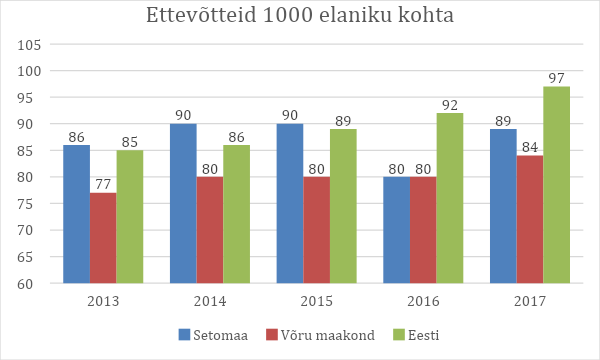 Ettevõtteid 1000 elaniku kohta
105
100
95
90
85
80
75
70
65
60
86 77 85
90 80 86
90 80 89
80 80 92
89 84 97
2013 2014 2015 2016 2017
Setomaa Võru maakond Eesti